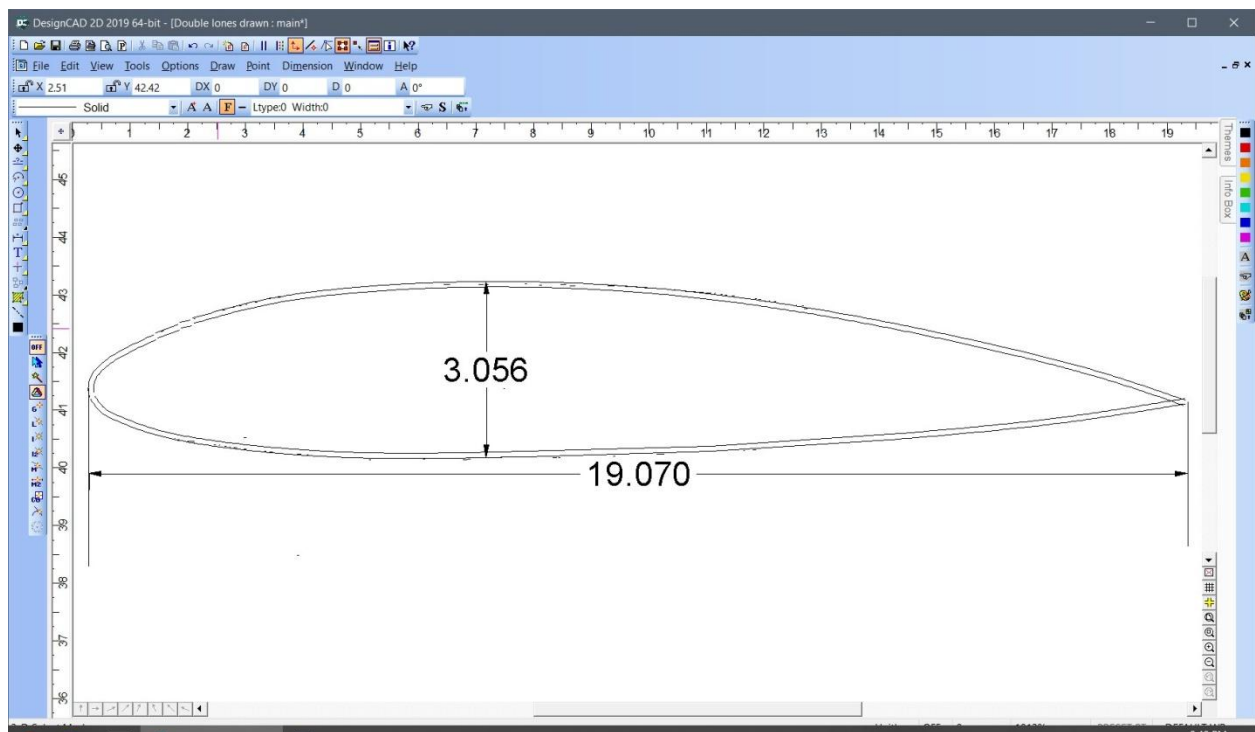 DesignCAD 2D 2019 64-bit - [Double lones drawn : main*]
File Edit View Tools Options Draw Point Dimension Window Help
X 2.51 Y 42.42 DX 0 DY 0 D 0 A 0°
Solid A A F Ltype:0 Width:0 S
1 2 3 4 5 6 7 8 9 10 11 12 13 14 15 16 17 18 19
Themes
Info Box
45
44
43
42
41
40
39
38
37
36
OFF
3.056
19.070